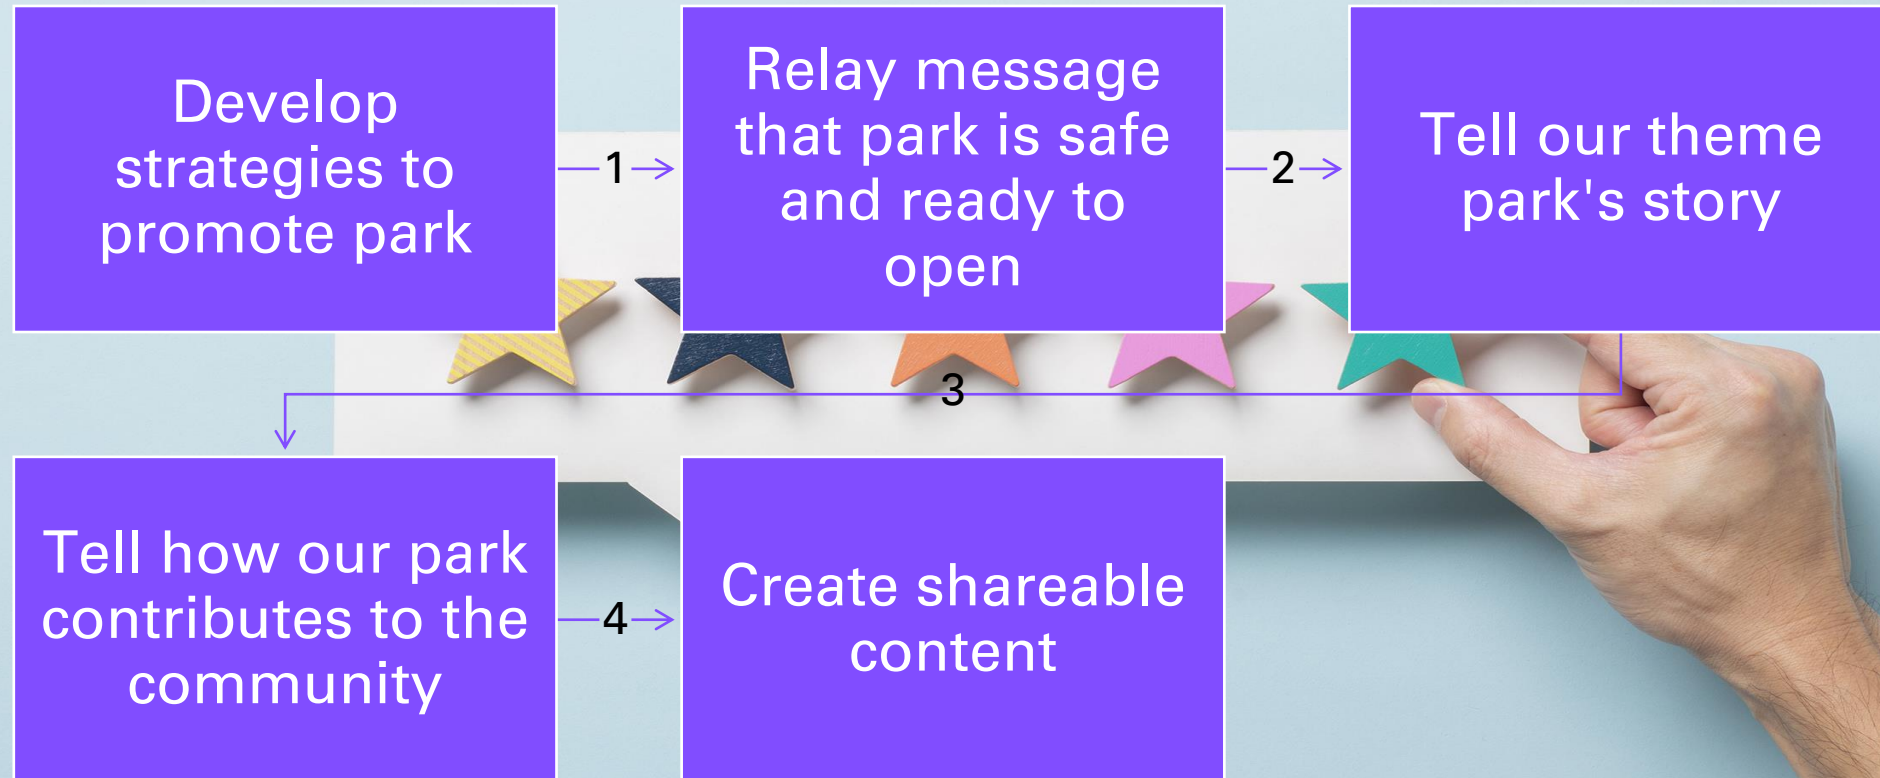 Develop
strategies to
promote park
1
Relay message
that park is safe
and ready to
open
2
Tell our theme
park's story
3
Tell how our park
contributes to the
community
4
Create shareable
content